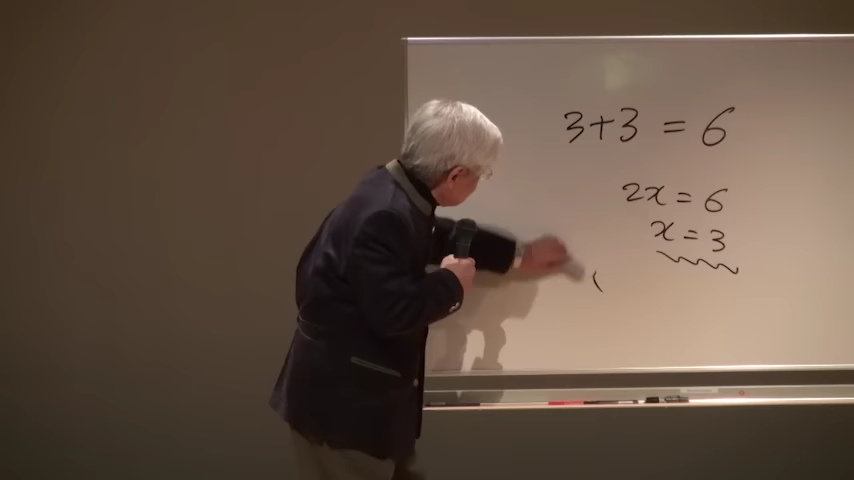 3+3 = 6
2x = 6
x = 3
(